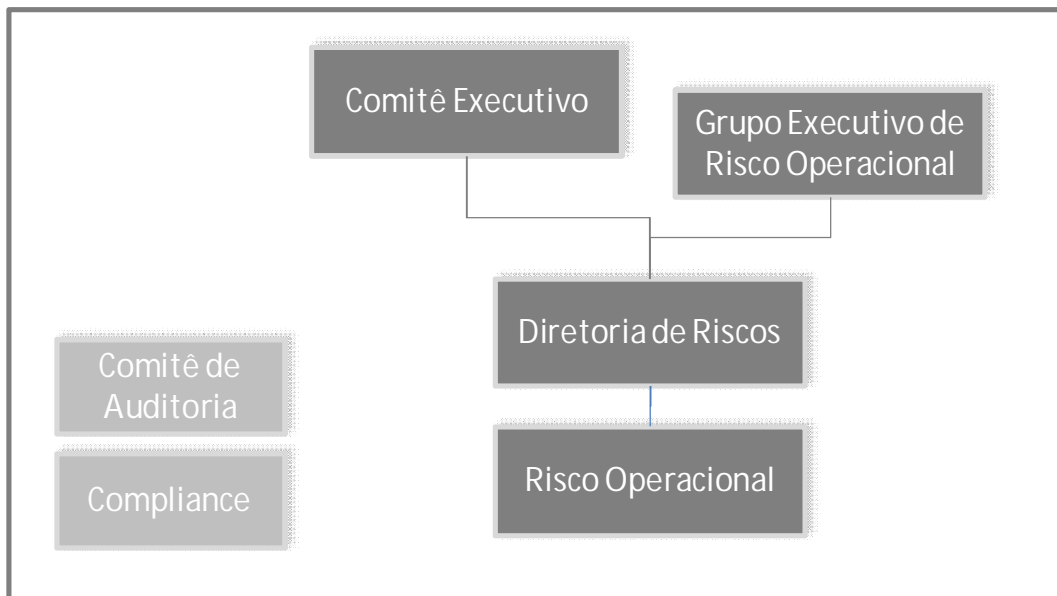 Comitê Executivo
Grupo Executivo de
Risco Operacional
Diretoria de Riscos
Comitê de
Auditoria
Risco Operacional
Compliance